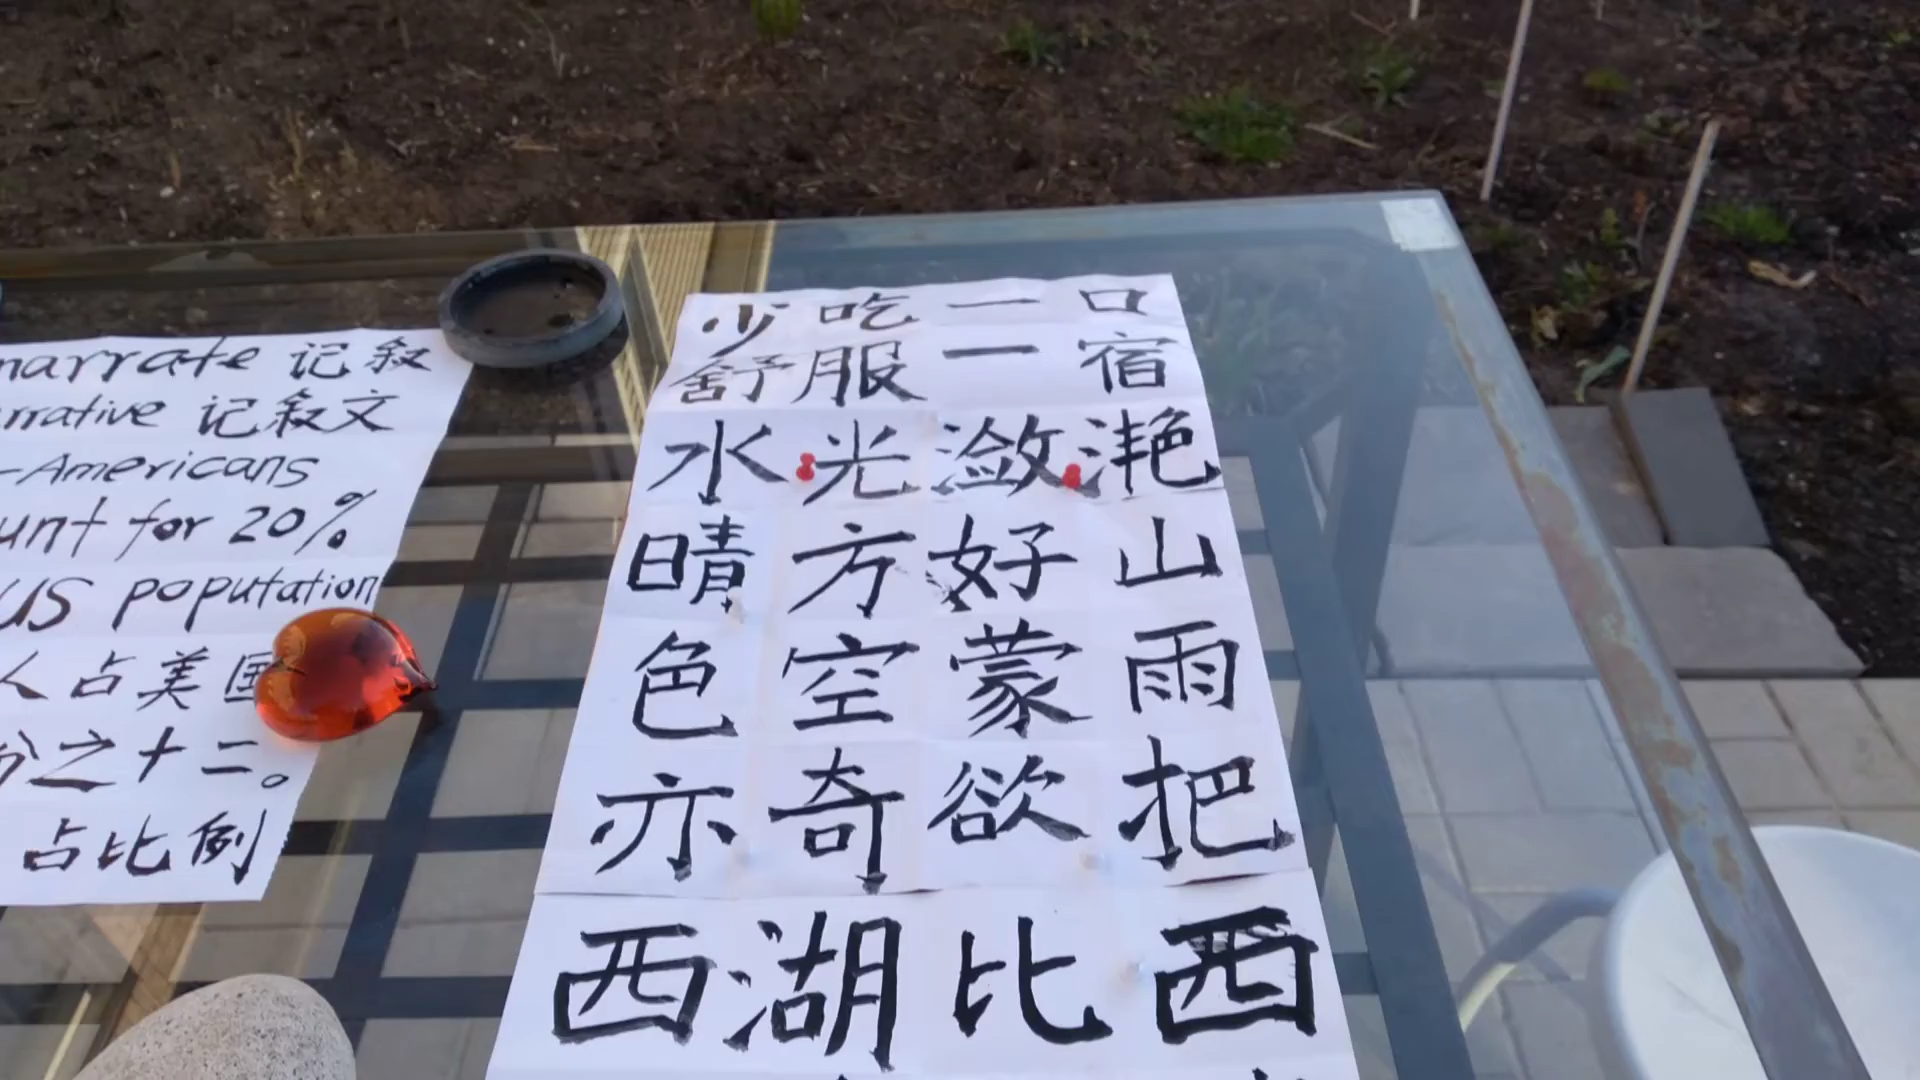 narrate 记叙
rrative 记叙文
-Americans
unt for 20%
US poputation
人占美国
份之十二。
占比例
少吃一口
舒服一宿
水光潋滟
晴方好山
色空蒙雨
亦奇欲把
西湖比西